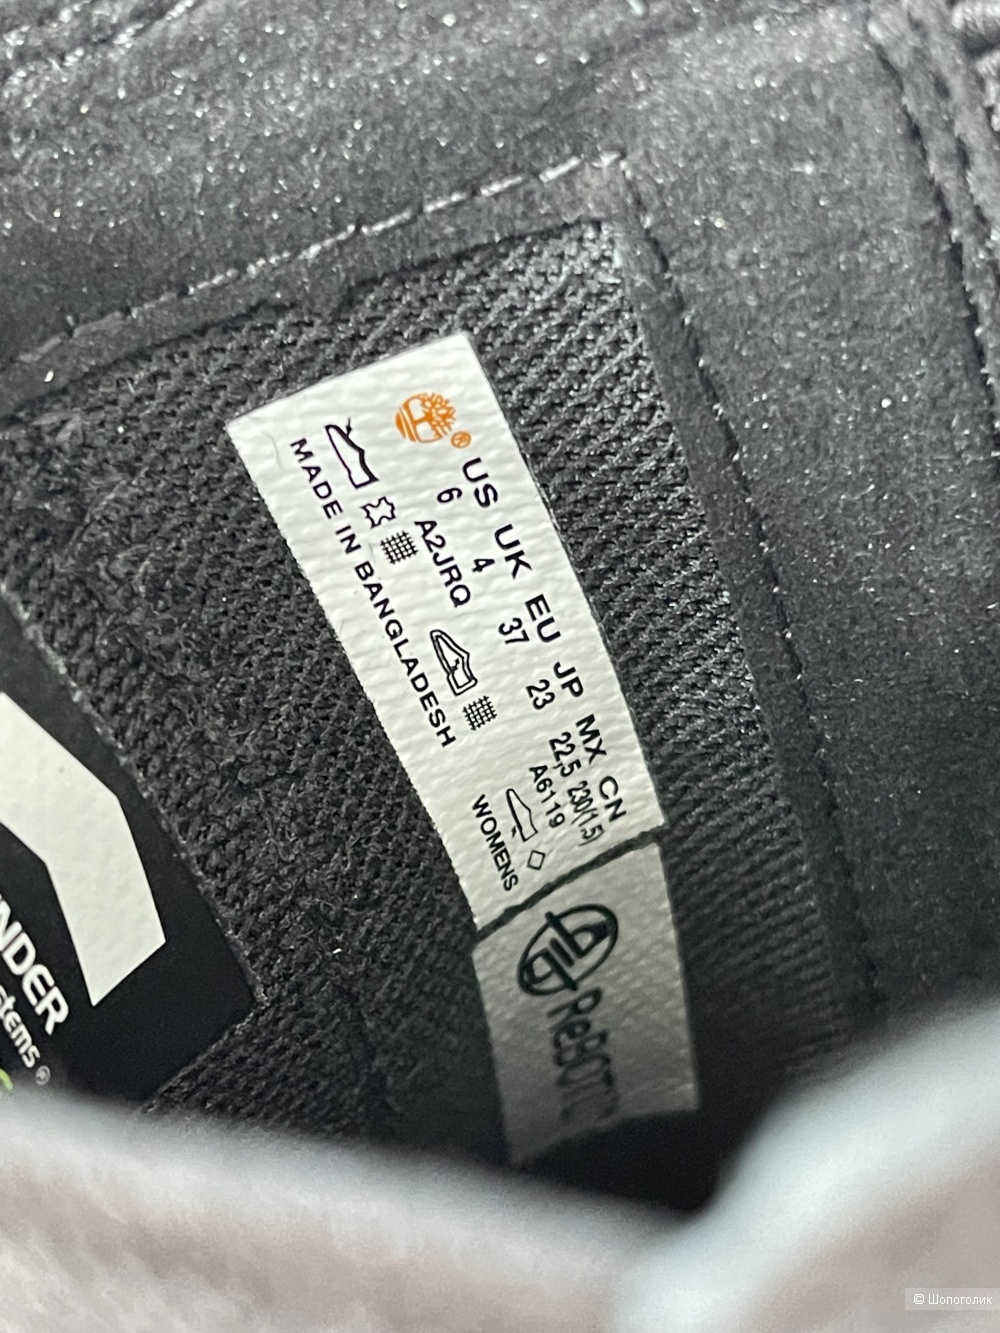 US UK EU JP MX CN
6 4 37 23 22,5 230(1.5)
A2JRQ A6119
MADE IN BANGLADESH WOMENS
ReBOTL
NDER
stems®
© Шопоголик